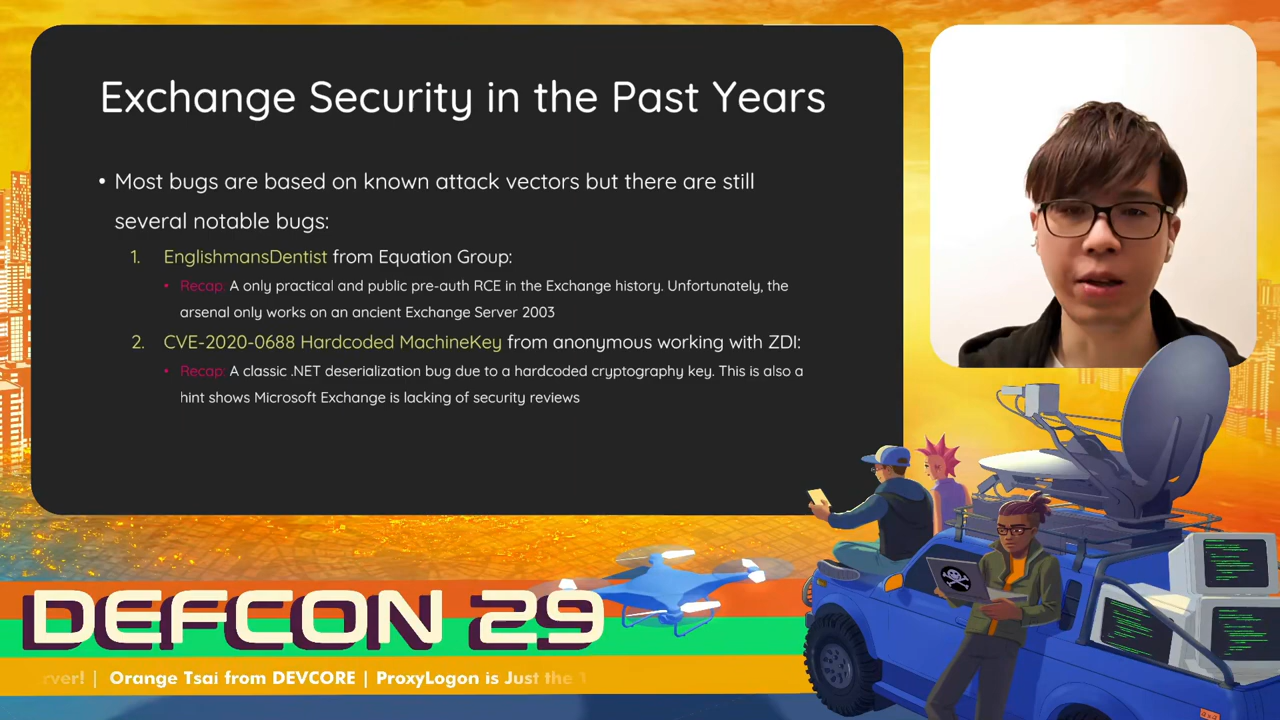 Exchange Security in the Past Years
• Most bugs are based on known attack vectors but there are still
several notable bugs:
1. EnglishmansDentist from Equation Group:
• Recap: A only practical and public pre-auth RCE in the Exchange history. Unfortunately, the
arsenal only works on an ancient Exchange Server 2003
2. CVE-2020-0688 Hardcoded MachineKey from anonymous working with ZDI:
• Recap: A classic .NET deserialization bug due to a hardcoded cryptography key. This is also a
hint shows Microsoft Exchange is lacking of security reviews
DEFCON 29
rver! | Orange Tsai from DEVCORE | ProxyLogon is Just the